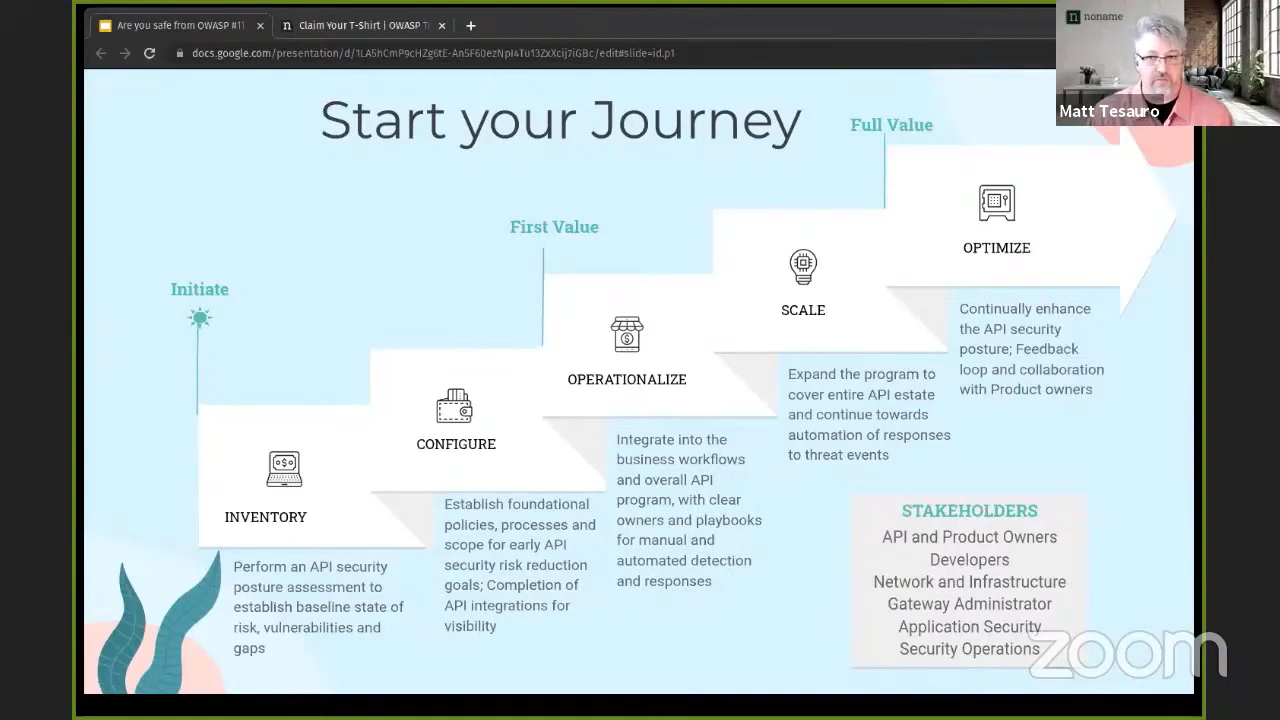 Are you safe from OWASP #1
Claim Your T-Shirt | OWASP
docs.google.com/presentation/d/1LA5hCmP9cHZg6tE-An5F60ezNpI4Tu13ZxXcij7iGBc/edit#slide=id.p1
noname
Matt Tesauro
Start your Journey
Full Value
First Value
Initiate
OPTIMIZE
Continually enhance
the API security
posture; Feedback
loop and collaboration
with Product owners
SCALE
Expand the program to
cover entire API estate
and continue towards
automation of responses
to threat events
OPERATIONALIZE
Integrate into the
business workflows
and overall API
program, with clear
owners and playbooks
for manual and
automated detection
and responses
CONFIGURE
Establish foundational
policies, processes and
scope for early API
security risk reduction
goals; Completion of
API integrations for
visibility
INVENTORY
Perform an API security
posture assessment to
establish baseline state of
risk, vulnerabilities and
gaps
STAKEHOLDERS
API and Product Owners
Developers
Network and Infrastructure
Gateway Administrator
Application Security
Security Operations
zoom